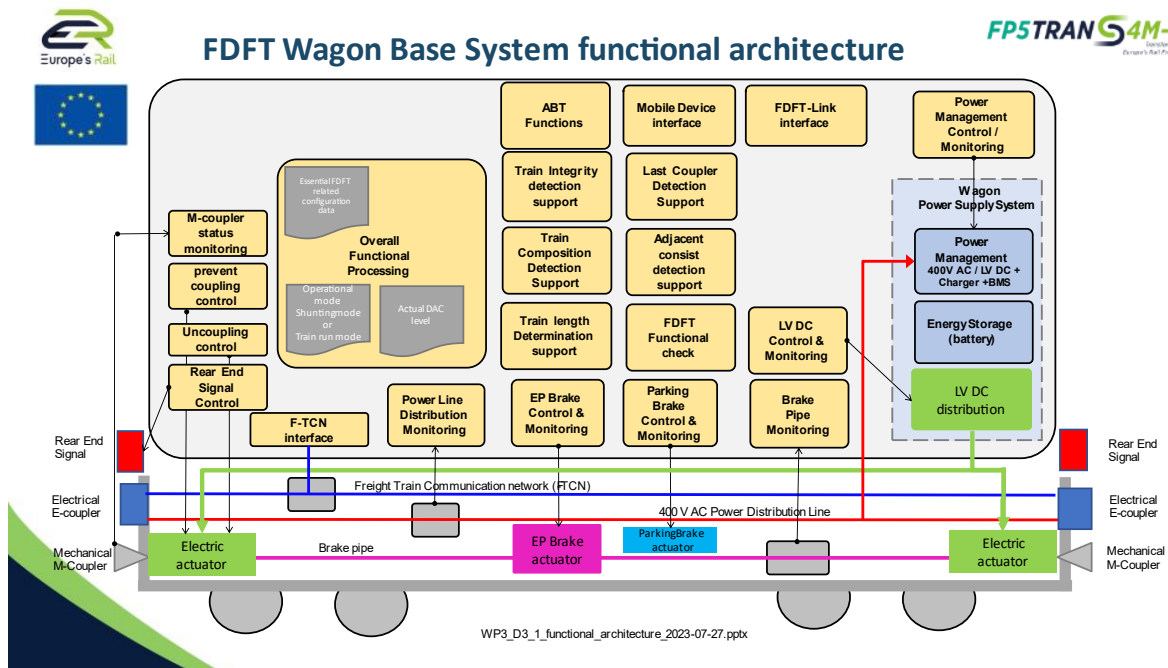 Europe's Rail
FDFT Wagon Base System functional architecture
FP5TRANS4M-
ABT
Functions
Mobile Device
interface
FDFT-Link
interface
Power
Management
Control /
Monitoring
Essential FDFT
related
configuration
data
Train Integrity
detection
support
Last Coupler
Detection
Support
Wagon
Power Supply System
M-coupler
status
monitoring
Overall
Functional
Processing
Train
Composition
Detection
Support
Adjacent
consist
detection
support
Power
Management
400V AC / LV DC +
Charger +BMS
prevent
coupling control
Operational
mode
Shunting mode
or
Train run mode
Actual DAC
level
Train length
Determination
support
FDFT
Functional
check
LV DC
Control &
Monitoring
Energy Storage
(battery)
Uncoupling
control
Rear End
Signal
Control
Power Line
Distribution
Monitoring
EP Brake
Control &
Monitoring
Parking
Brake
Control &
Monitoring
Brake
Pipe
Monitoring
LV DC
distribution
F-TCN
interface
Rear End
Signal
Rear End
Signal
Freight Train Communication network (FTCN)
Electrical
E-coupler
400 V AC Power Distribution Line
Electrical
E-coupler
Mechanical
M-Coupler
Electric
actuator
Brake pipe
EP Brake
actuator
ParkingBrake
actuator
Electric
actuator
Mechanical
M-Coupler
WP3_D3_1_functional_architecture_2023-07-27.pptx